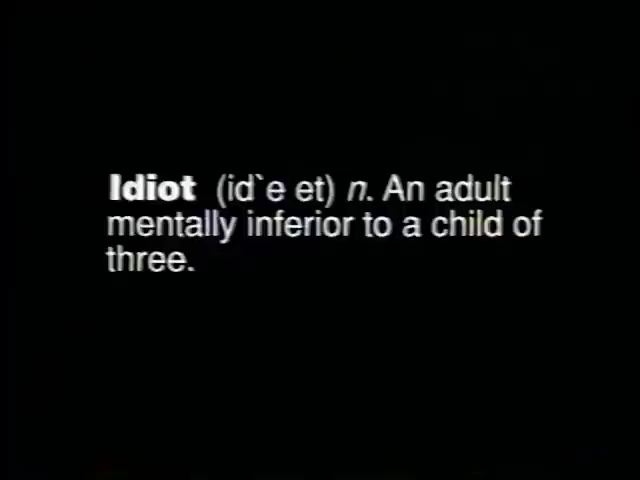 Idiot (id`e et) n. An adult
mentally inferior to a child of
three.